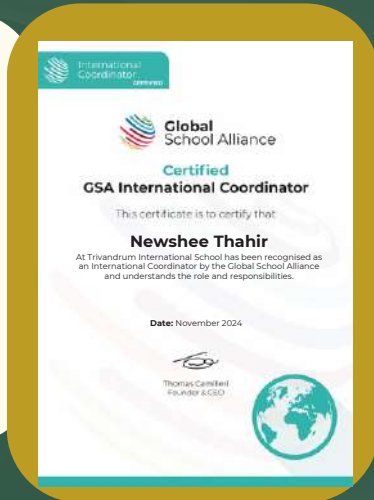 International
Coordinator
CERTIFIED
Global
School Alliance
Certified
GSA International Coordinator
This certificate is to certify that
Newshee Thahir
At Trivandrum International School has been recognised as
an International Coordinator by the Global School Alliance
and understands the role and responsibilities.
Date: November 2024
Thomas Camilleri
Founder & CEO